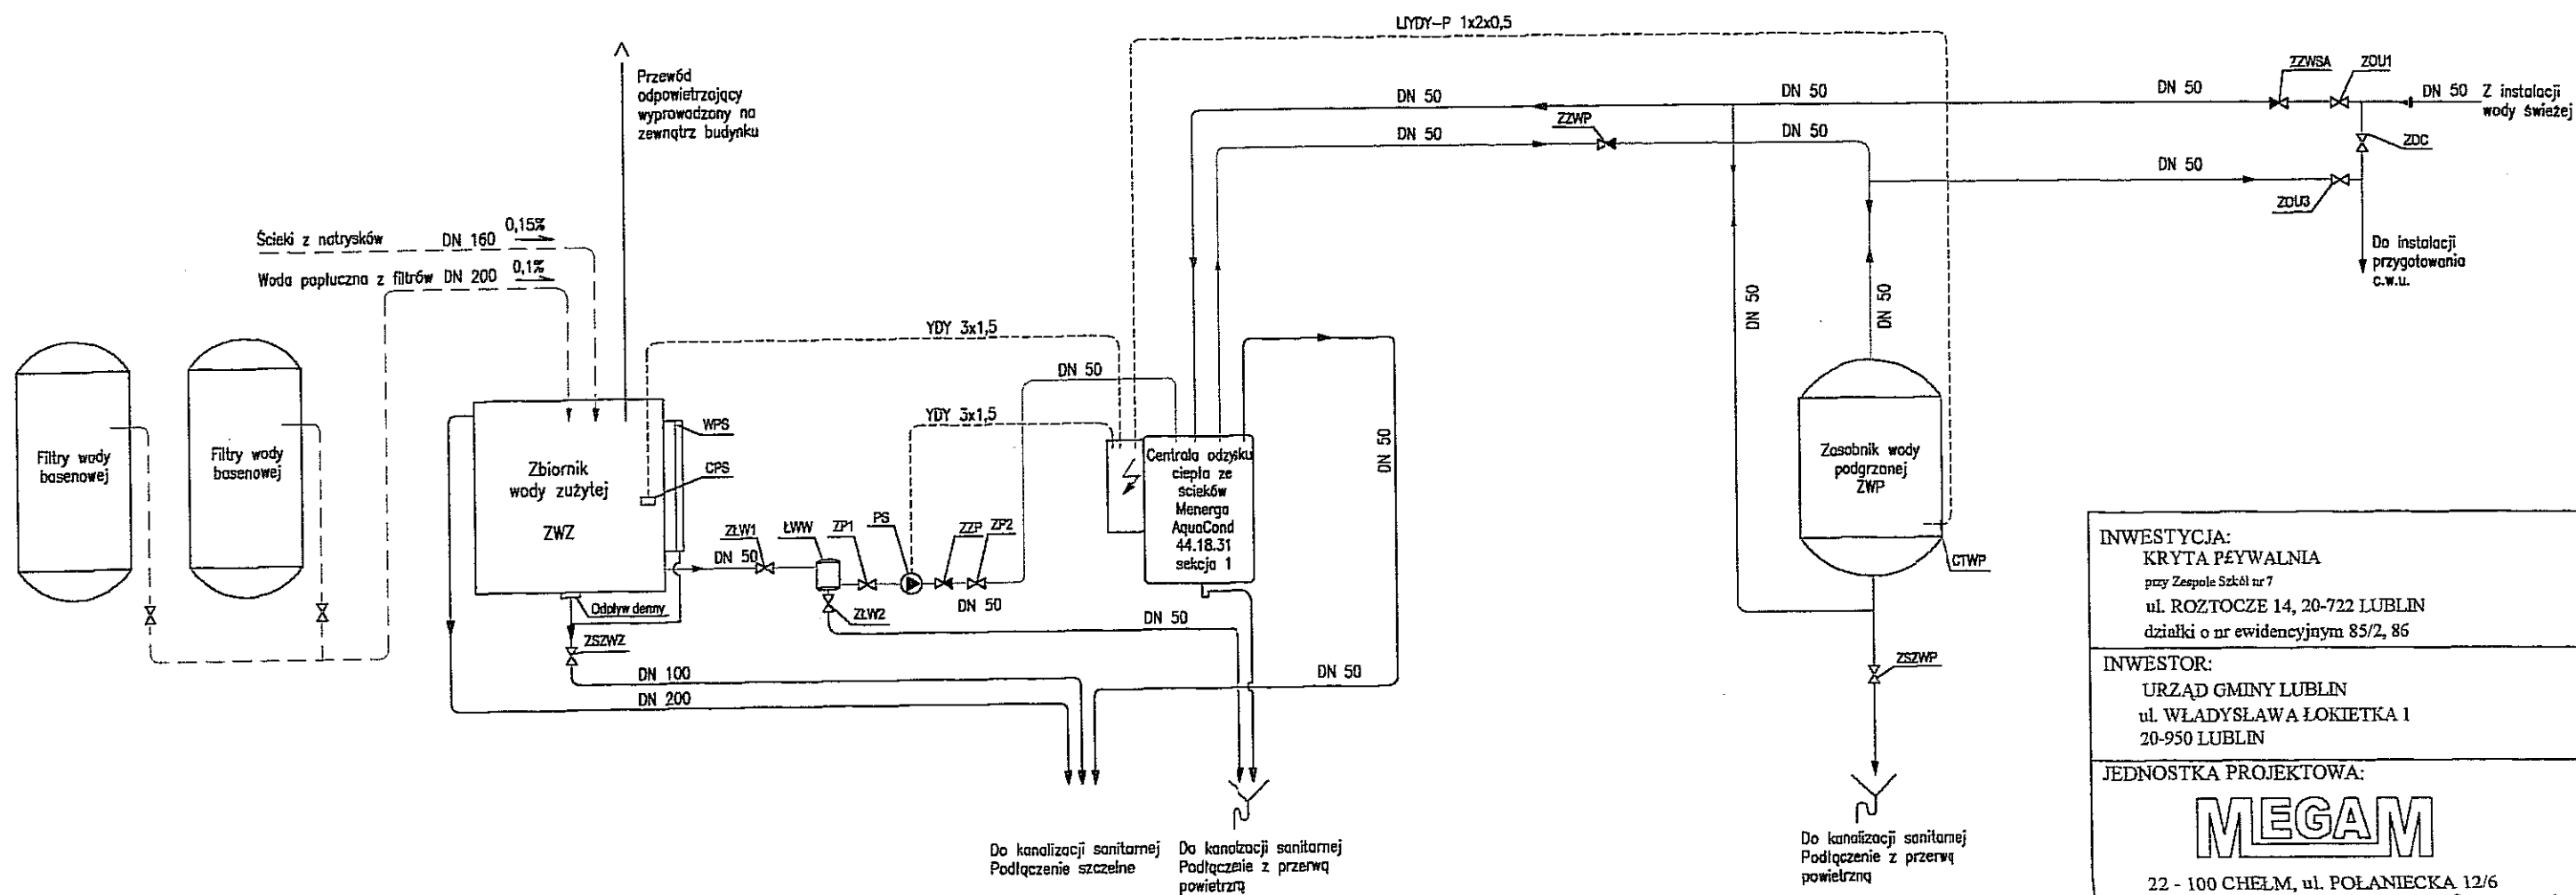 LIYDY-P 1x2x0,5
Przewód
odpowietrzający
wyprowadzony na
zewnątrz budynku
DN 50
DN 50
DN 50
ZZWSA
ZOU1
DN 50
Z instalacji
wody świeżej
DN 50
ZZWP
DN 50
ZDC
DN 50
ZOU3
Do instalacji
przygotowania
c.w.u.
Ścieki z natrysków DN 160 0,15%
Woda popłuczna z filtrów DN 200 0,1%
DN 50
DN 50
YDY 3x1,5
DN 50
YDY 3x1,5
DN 50
Filtry wody
basenowej
Filtry wody
basenowej
Zbiornik
wody zużytej
ZWZ
WPS
CPS
Centrala odzysku
ciepła ze
scieków
Menerga
AquaCond
44.18.31
sekcja 1
Zasobnik wody
podgrzanej
ZWP
CTWP
ZŁW1
ŁWW
ZP1
PS
ZZP
ZP2
DN 50
DN 50
Odpływ denny
ZŁW2
DN 50
ZSZWZ
DN 100
DN 200
DN 50
ZSZWP
Do kanalizacji sanitarnej
Podłączenie szczelne
Do kanalizacji sanitarnej
Podłączenie z przerwą
powietrzną
Do kanalizacji sanitarnej
Podłączenie z przerwą
powietrzną
INWESTYCJA:
KRYTA P£YWALNIA
przy Zespole Szkół nr 7
ul. ROZTOCZE 14, 20-722 LUBLIN
działki o nr ewidencyjnym 85/2, 86
INWESTOR:
URZĄD GMINY LUBLIN
ul. WŁADYSLAWA ŁOKIETKA 1
20-950 LUBLIN
JEDNOSTKA PROJEKTOWA:
MEGAM
22 - 100 CHEŁM, ul. POŁANIECKA 12/6